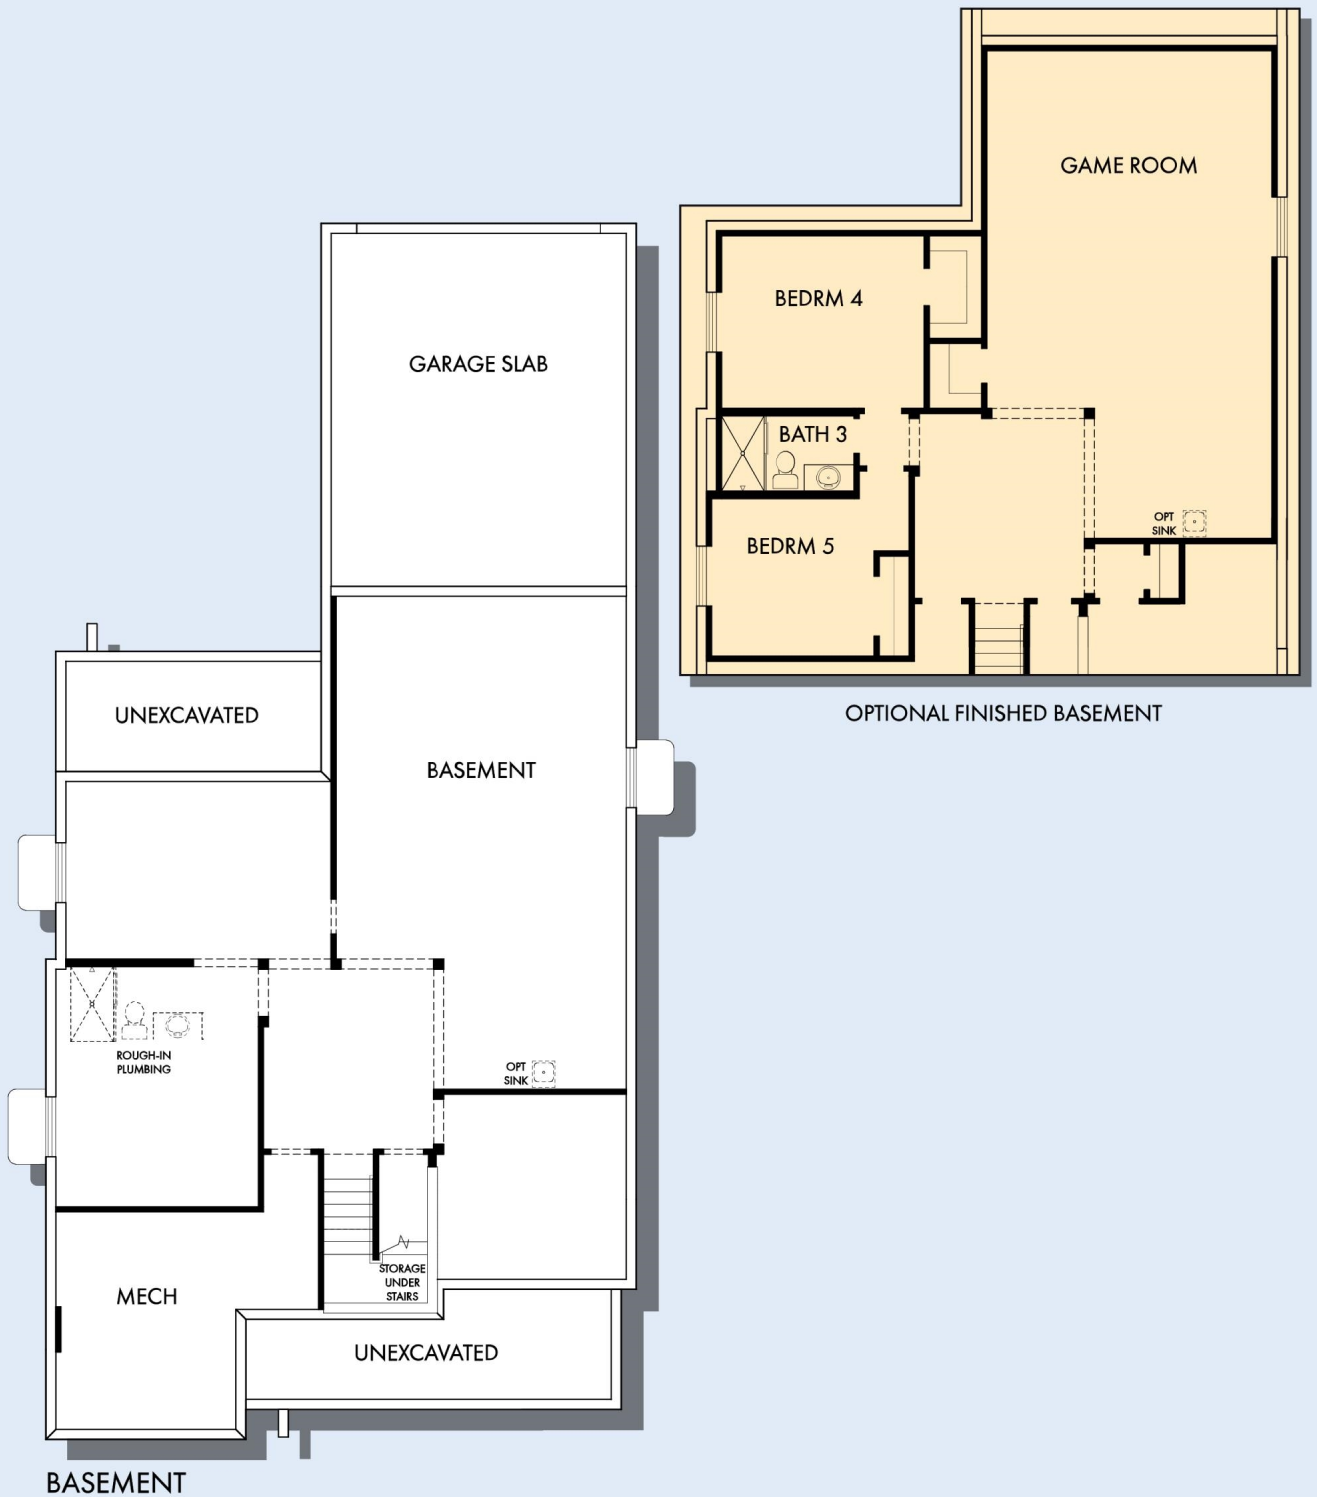 GAME ROOM
BEDRM 4
BATH 3
OPT
SINK
BEDRM 5
OPTIONAL FINISHED BASEMENT
GARAGE SLAB
UNEXCAVATED
BASEMENT
ROUGH-IN
PLUMBING
OPT
SINK
STORAGE
UNDER
STAIRS
MECH
UNEXCAVATED
BASEMENT